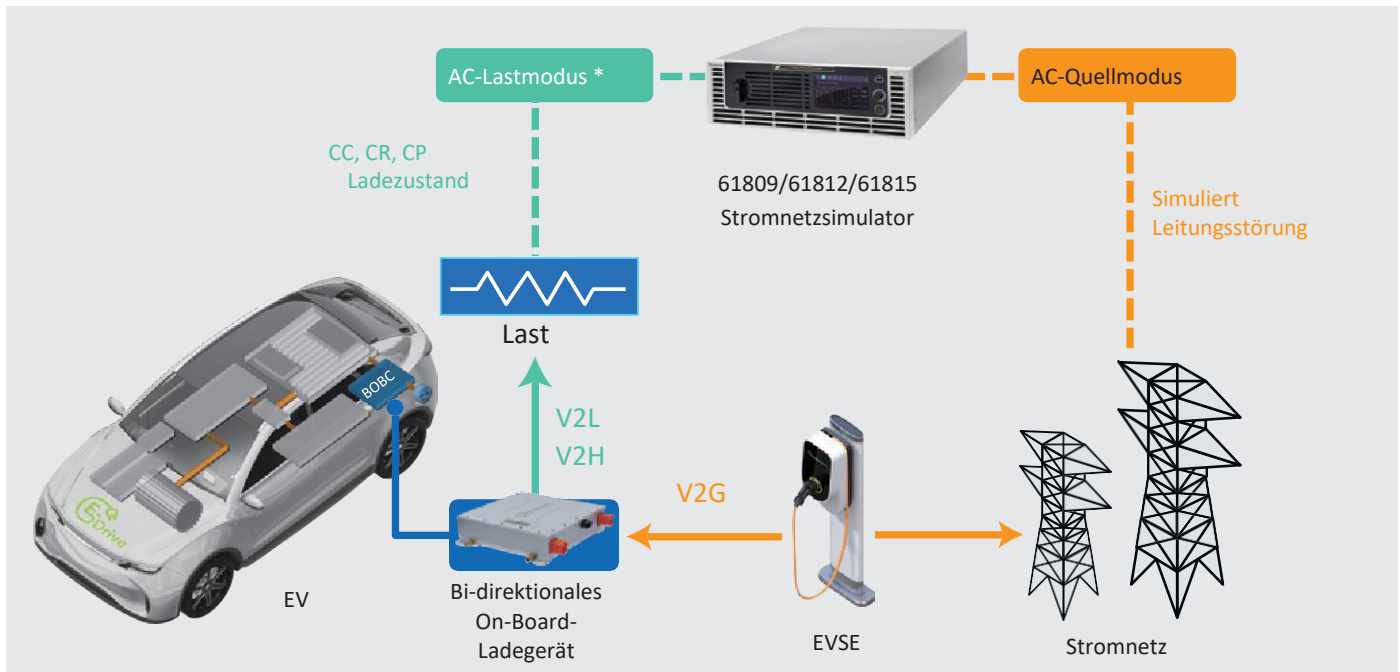 AC-Lastmodus *
AC-Quellmodus
CC, CR, CP
Ladezustand
61809/61812/61815
Stromnetzsimulator
Simuliert
Leitungsstörung
Last
BOBC
V2L
V2H
V2G
Drive
EV
Bi-direktionales
On-Board-
Ladegerät
EVSE
Stromnetz